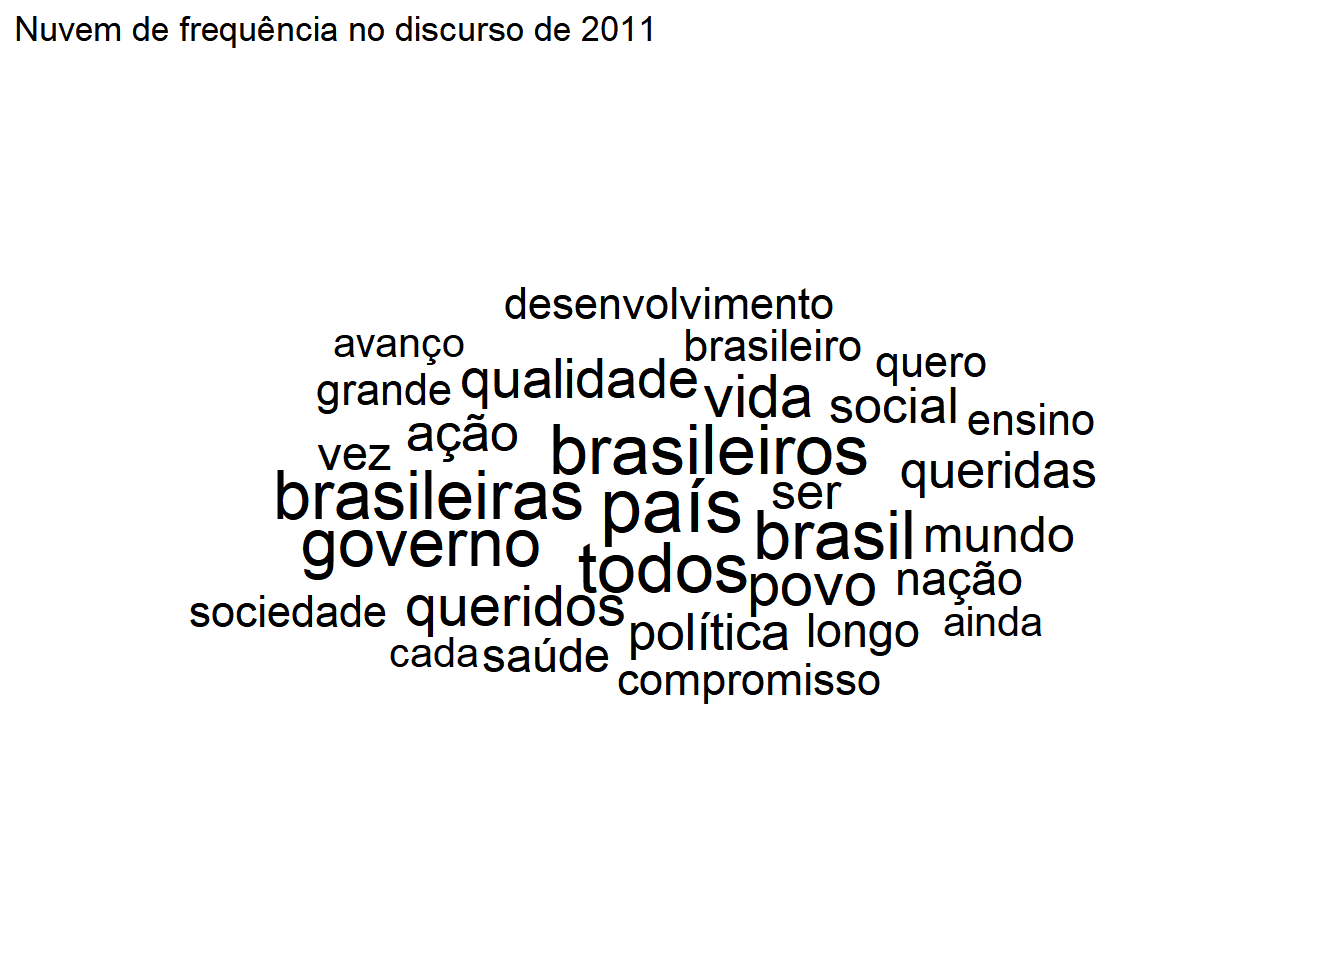 Nuvem de frequência no discurso de 2011
desenvolvimento
avanço
brasileiro
quero
grande
qualidade
vida
social
ensino
vez
ação
brasileiros
queridas
brasileiras
país
ser
governo
todos
brasil
mundo
povo
nação
sociedade
queridos
política
longo
ainda
cada
saúde
compromisso